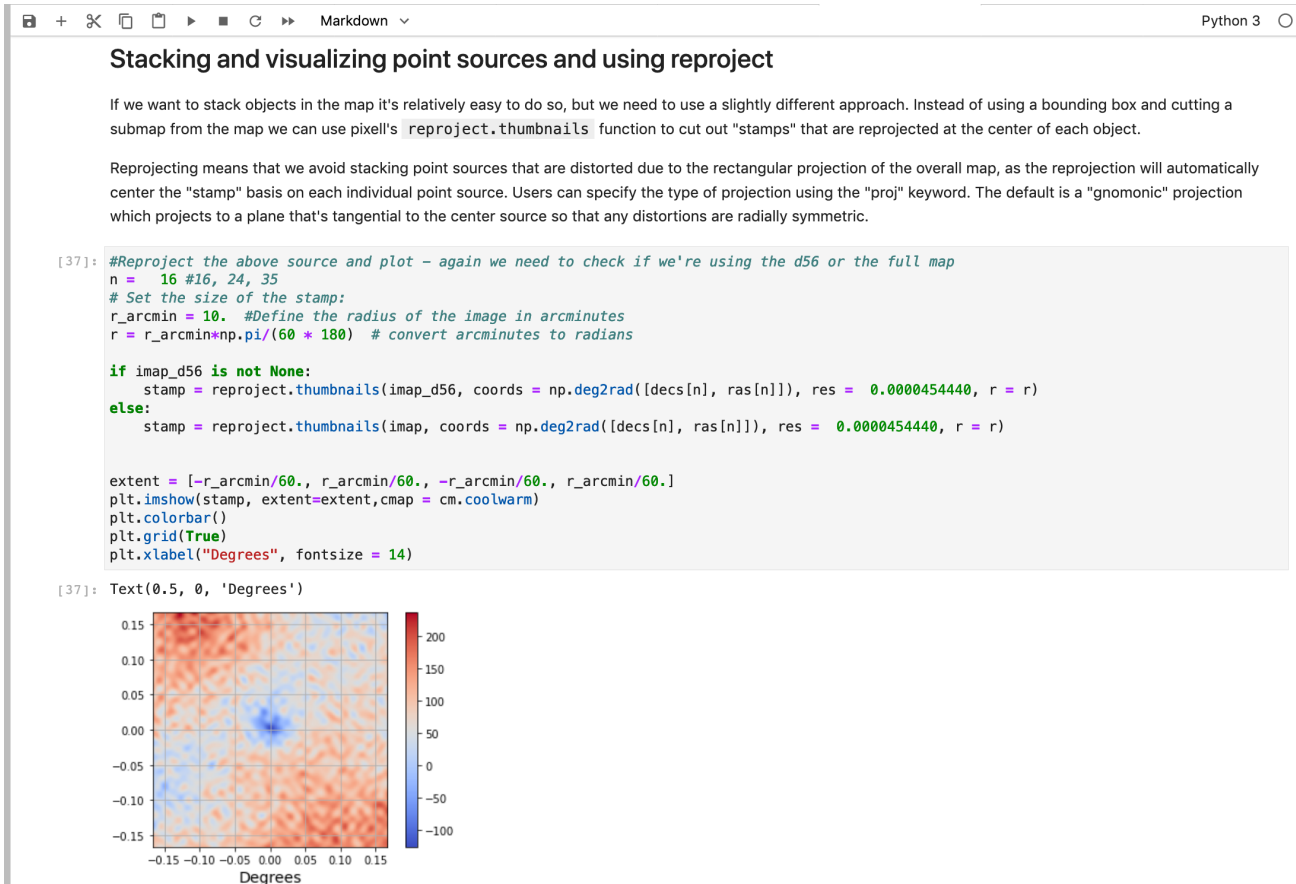 Markdown
Python 3
Stacking and visualizing point sources and using reproject
If we want to stack objects in the map it's relatively easy to do so, but we need to use a slightly different approach. Instead of using a bounding box and cutting a
submap from the map we can use pixell's reproject.thumbnails function to cut out "stamps" that are reprojected at the center of each object.
Reprojecting means that we avoid stacking point sources that are distorted due to the rectangular projection of the overall map, as the reprojection will automatically
center the "stamp" basis on each individual point source. Users can specify the type of projection using the "proj" keyword. The default is a "gnomonic" projection
which projects to a plane that's tangential to the center source so that any distortions are radially symmetric.
[37]: #Reproject the above source and plot – again we need to check if we're using the d56 or the full map
n =   16 #16, 24, 35
# Set the size of the stamp:
r_arcmin = 10.  #Define the radius of the image in arcminutes
r = r_arcmin*np.pi/(60 * 180)  # convert arcminutes to radians
if imap_d56 is not None:
    stamp = reproject.thumbnails(imap_d56, coords = np.deg2rad([decs[n], ras[n]]), res =  0.0000454440, r = r)
else:
    stamp = reproject.thumbnails(imap, coords = np.deg2rad([decs[n], ras[n]]), res =  0.0000454440, r = r)
extent = [-r_arcmin/60., r_arcmin/60., -r_arcmin/60., r_arcmin/60.]
plt.imshow(stamp, extent=extent,cmap = cm.coolwarm)
plt.colorbar()
plt.grid(True)
plt.xlabel("Degrees", fontsize = 14)
[37]: Text(0.5, 0, 'Degrees')
0.15
0.10
0.05
0.00
−0.05
−0.10
−0.15
−0.15 −0.10 −0.05 0.00 0.05 0.10 0.15
Degrees
200
150
100
50
0
−50
−100